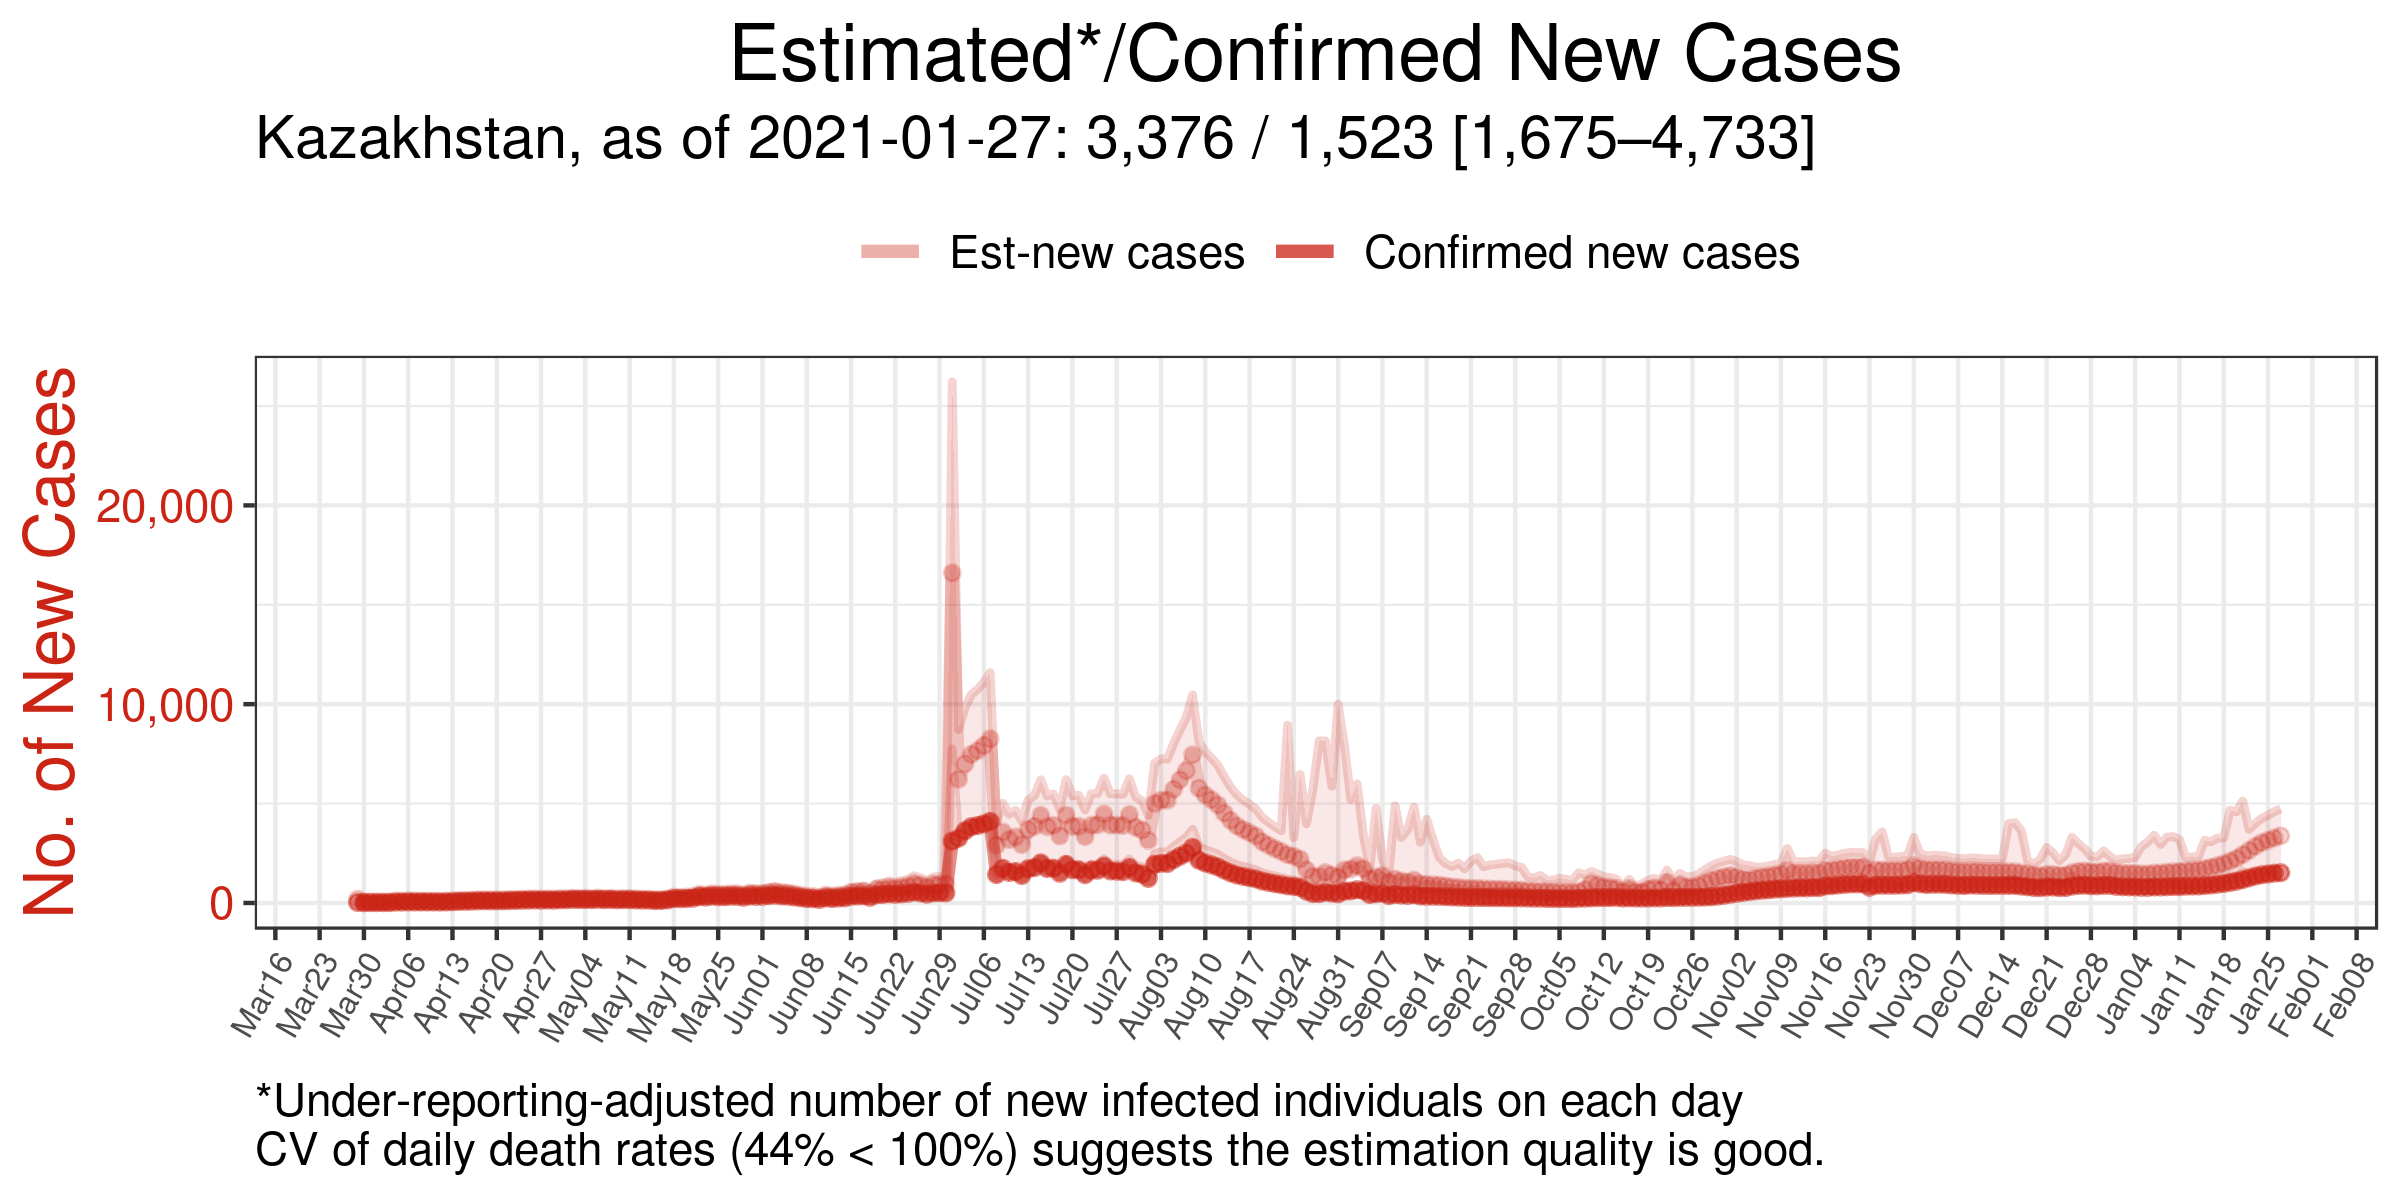 Estimated*/Confirmed New Cases
Kazakhstan, as of 2021-01-27: 3,376 / 1,523 [1,675–4,733]
Est-new cases
Confirmed new cases
No. of New Cases
20,000
10,000
0
Mar16
Mar23
Mar30
Apr06
Apr13
Apr20
Apr27
May04
May11
May18
May25
Jun01
Jun08
Jun15
Jun22
Jun29
Jul06
Jul13
Jul20
Jul27
Aug03
Aug10
Aug17
Aug24
Aug31
Sep07
Sep14
Sep21
Sep28
Oct05
Oct12
Oct19
Oct26
Nov02
Nov09
Nov16
Nov23
Nov30
Dec07
Dec14
Dec21
Dec28
Jan04
Jan11
Jan18
Jan25
Feb01
Feb08
*Under-reporting-adjusted number of new infected individuals on each day
CV of daily death rates (44% < 100%) suggests the estimation quality is good.